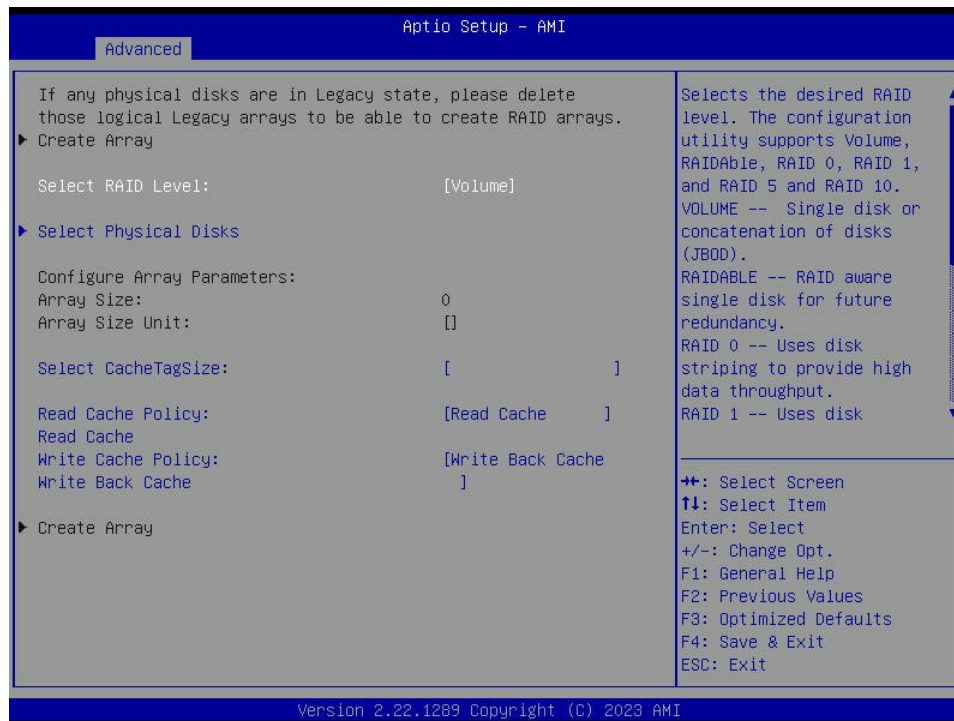 Aptio Setup – AMI
Advanced
If any physical disks are in Legacy state, please delete
those logical Legacy arrays to be able to create RAID arrays.
▶ Create Array
Select RAID Level: [Volume]
▶ Select Physical Disks
Configure Array Parameters:
Array Size: 0
Array Size Unit: []
Select CacheTagSize: [ ]
Read Cache Policy: [Read Cache ]
Read Cache
Write Cache Policy: [Write Back Cache
Write Back Cache ]
▶ Create Array
Selects the desired RAID
level. The configuration
utility supports Volume,
RAIDAble, RAID 0, RAID 1,
and RAID 5 and RAID 10.
VOLUME -- Single disk or
concatenation of disks
(JBOD).
RAIDABLE -- RAID aware
single disk for future
redundancy.
RAID 0 -- Uses disk
striping to provide high
data throughput.
RAID 1 -- Uses disk
→←: Select Screen
↑↓: Select Item
Enter: Select
+/-: Change Opt.
F1: General Help
F2: Previous Values
F3: Optimized Defaults
F4: Save & Exit
ESC: Exit
Version 2.22.1289 Copyright (C) 2023 AMI